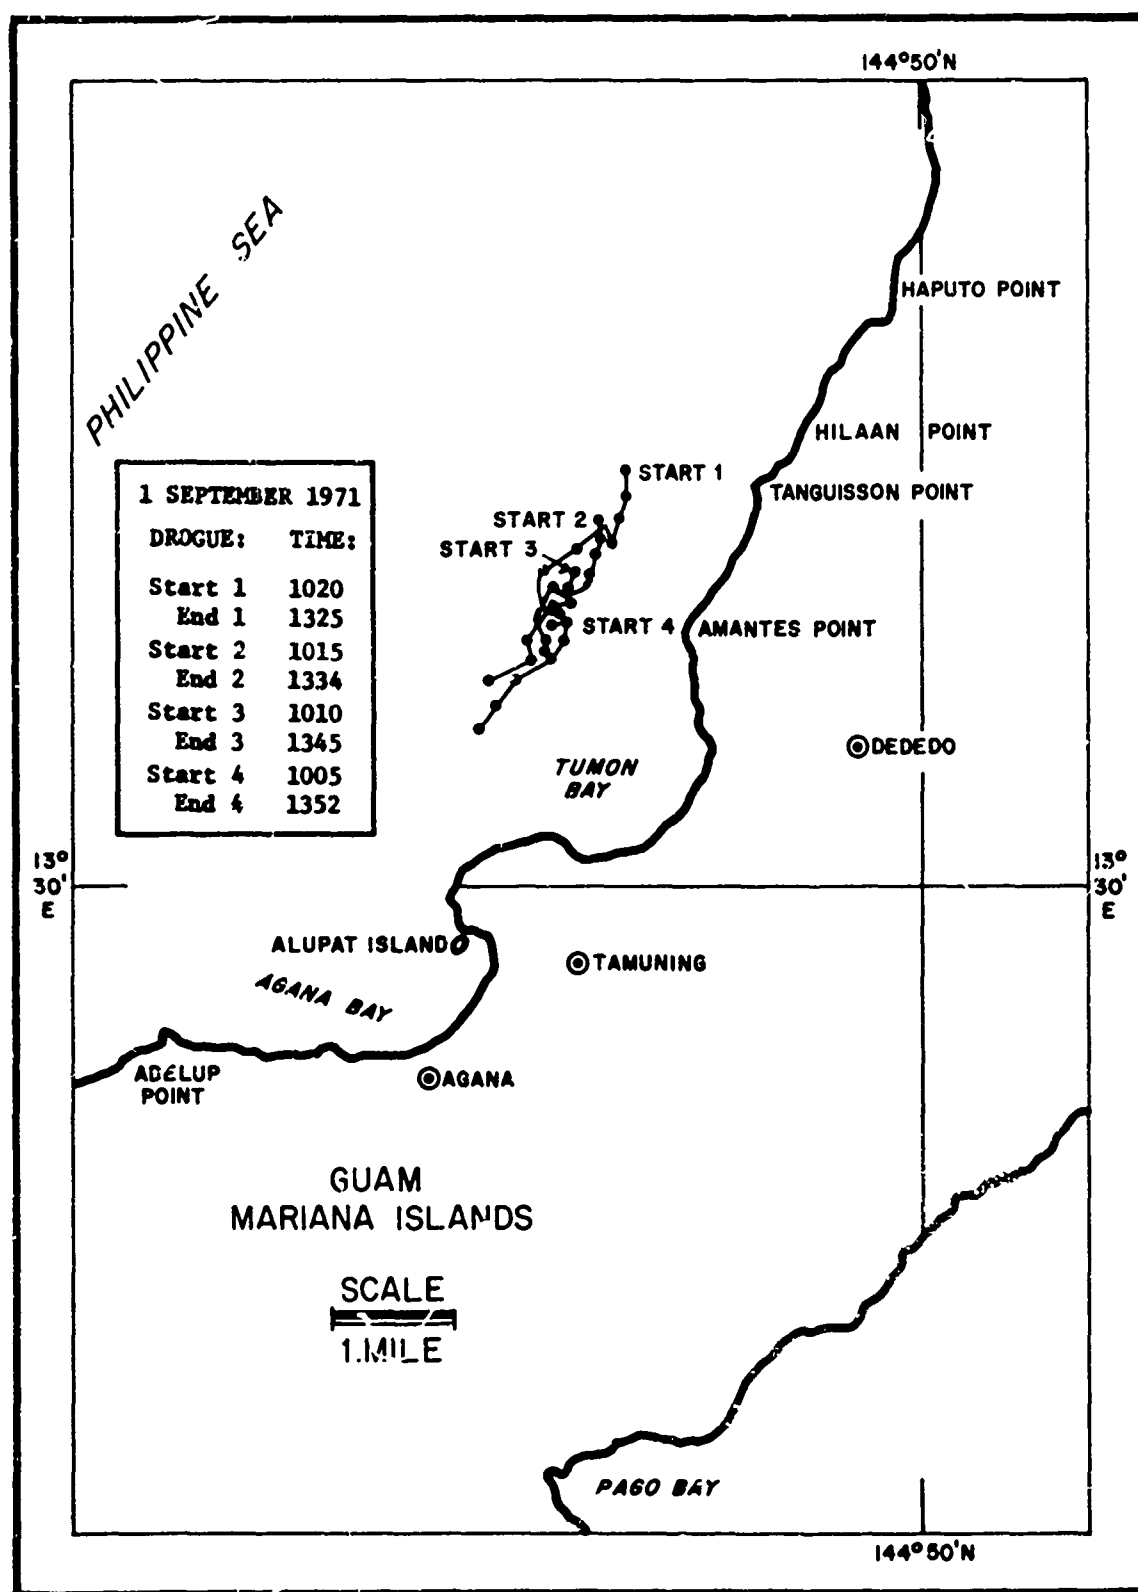 144°50'N
PHILIPPINE SEA
HAPUTO POINT
HILAAN POINT
START 1
TANGUISSON POINT
1 SEPTEMBER 1971
DROGUE: TIME:
Start 1 1020
End 1 1325
Start 2 1015
End 2 1334
Start 3 1010
End 3 1345
Start 4 1005
End 4 1352
START 2
START 3
START 4
AMANTES POINT
DEDEDO
TUMON
BAY
13°
30'
E
13°
30'
E
ALUPAT ISLAND
TAMUNING
AGANA BAY
ADELUP
POINT
AGANA
GUAM
MARIANA ISLANDS
SCALE
1 MILE
PAGO BAY
144°50'N